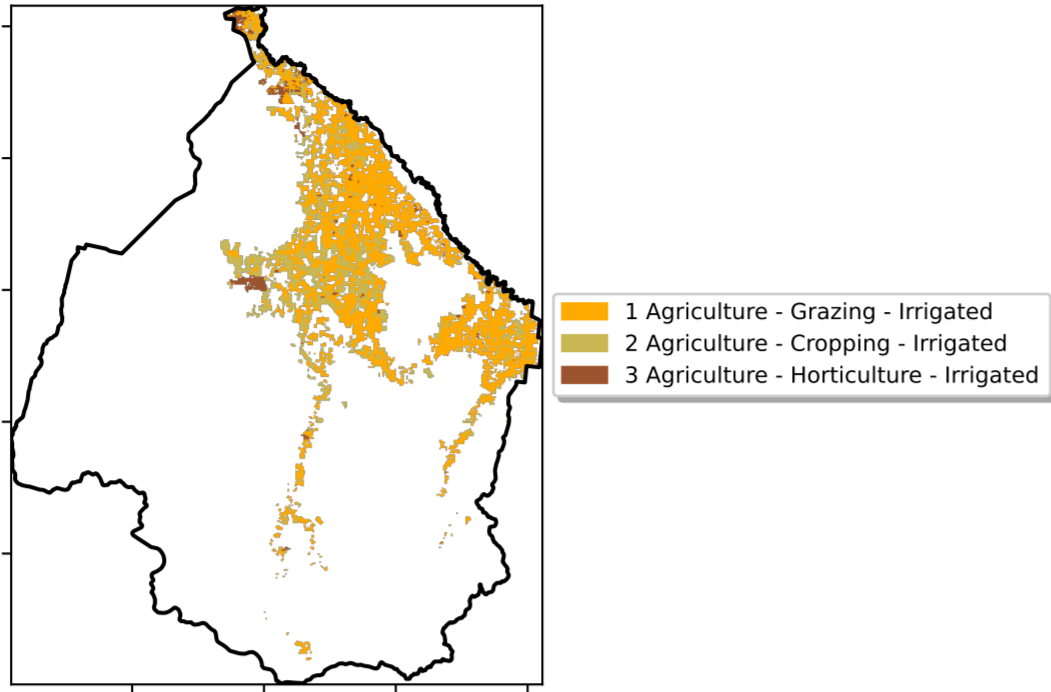 1 Agriculture - Grazing - Irrigated
2 Agriculture - Cropping - Irrigated
3 Agriculture - Horticulture - Irrigated